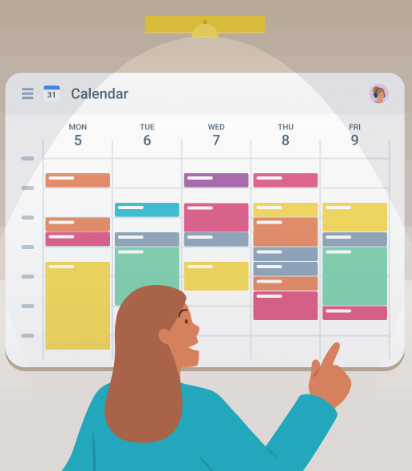 31 Calendar
MON TUE WED THU FRI
5 6 7 8 9